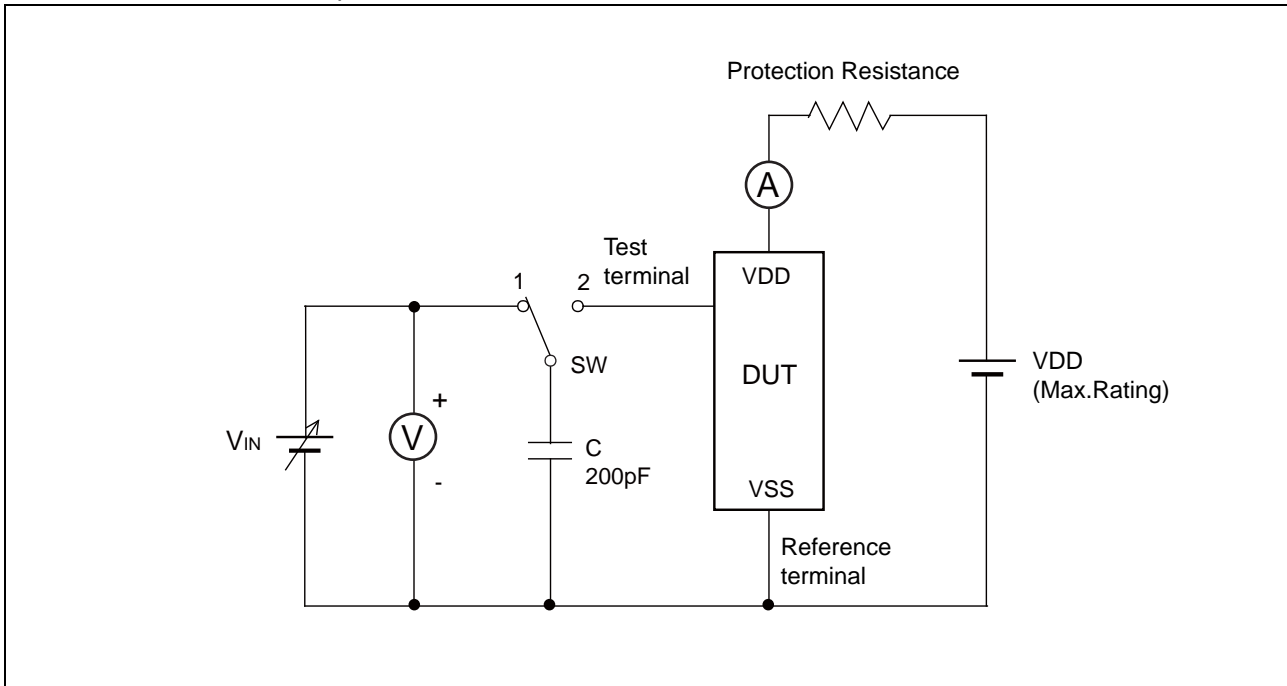 Protection Resistance
A
Test
terminal
1
2
VDD
SW
DUT
VDD
(Max.Rating)
+
VIN
V
C
200pF
-
VSS
Reference
terminal